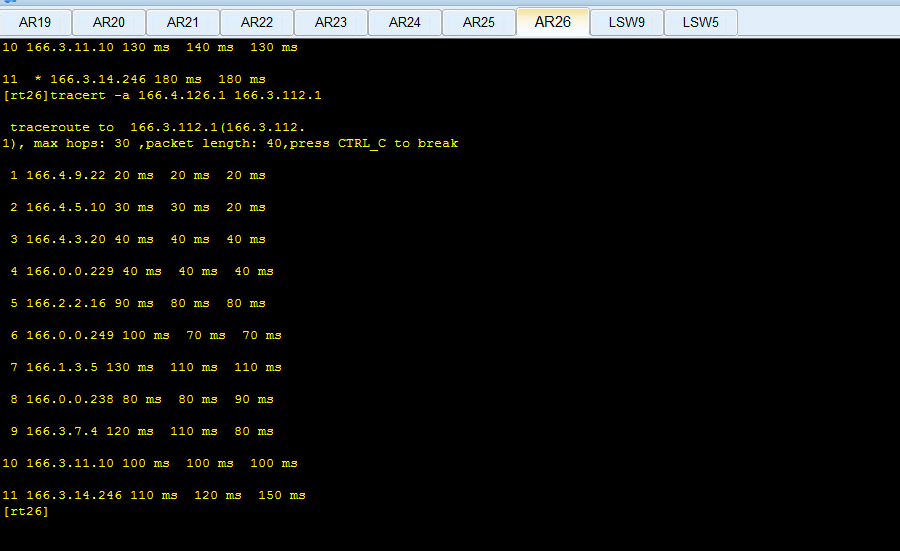 AR19 AR20 AR21 AR22 AR23 AR24 AR25 AR26 LSW9 LSW5
10 166.3.11.10 130 ms  140 ms  130 ms
11  * 166.3.14.246 180 ms  180 ms
[rt26]tracert -a 166.4.126.1 166.3.112.1
traceroute to  166.3.112.1(166.3.112.
1), max hops: 30 ,packet length: 40,press CTRL_C to break
1 166.4.9.22 20 ms  20 ms  20 ms
2 166.4.5.10 30 ms  30 ms  20 ms
3 166.4.3.20 40 ms  40 ms  40 ms
4 166.0.0.229 40 ms  40 ms  40 ms
5 166.2.2.16 90 ms  80 ms  80 ms
6 166.0.0.249 100 ms  70 ms  70 ms
7 166.1.3.5 130 ms  110 ms  110 ms
8 166.0.0.238 80 ms  80 ms  90 ms
9 166.3.7.4 120 ms  110 ms  80 ms
10 166.3.11.10 100 ms  100 ms  100 ms
11 166.3.14.246 110 ms  120 ms  150 ms
[rt26]